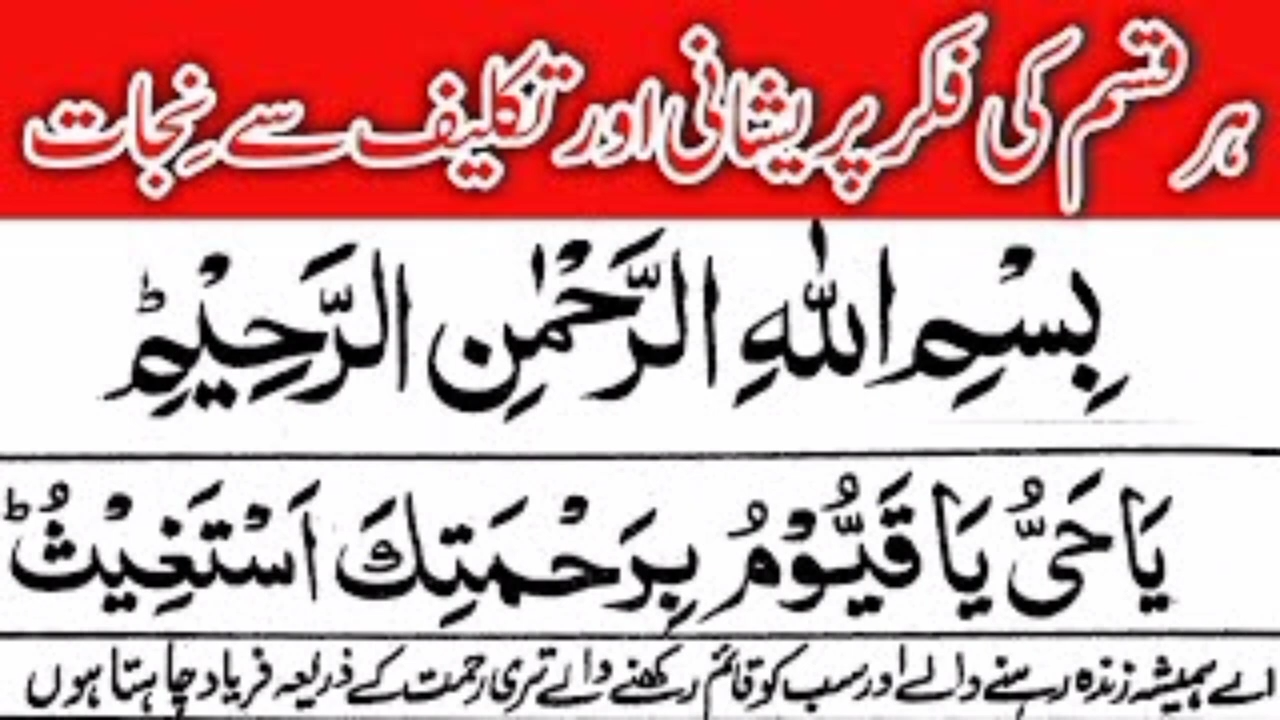 ہر قسم کی فکر پریشانی اور تکلیف سے نجات
بِسْمِ اللّٰهِ الرَّحْمٰنِ الرَّحِيْمِؕ
يَا حَىُّ يَا قَيُّوْمُ بِرَحْمَتِكَ اَسْتَغِيْثُؕ
اے ہمیشہ زندہ رہنے والے اور سب کو قائم رکھنے والے تری رحمت کے ذریعہ فریاد چاہتا ہوں